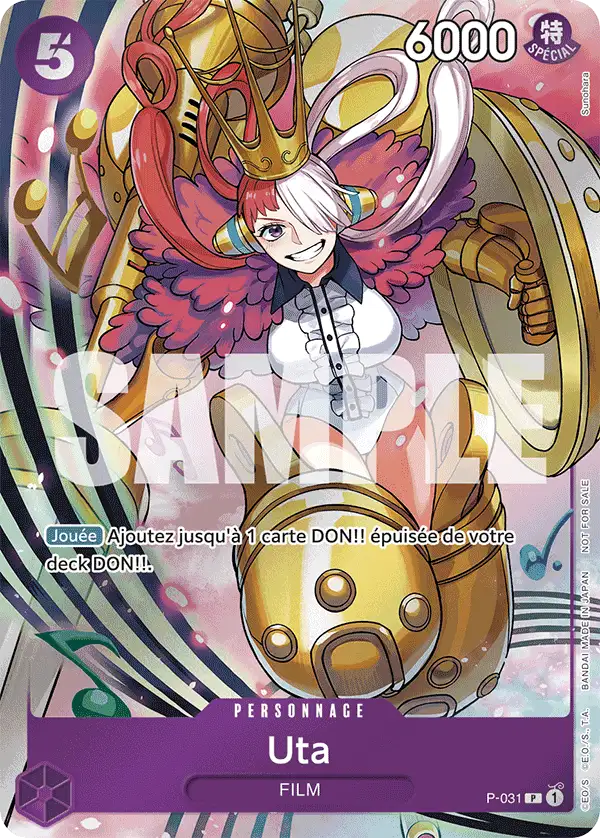 5
6000
特
SPÉCIAL
Sunohara
SAMPLE
Jouée Ajoutez jusqu'à 1 carte DON!! épuisée de votre
deck DON!!.
PERSONNAGE
Uta
FILM
P-031 P 1
©E.O/S ©E.O./S., T.A. BANDAI MADE IN JAPAN NOT FOR SALE